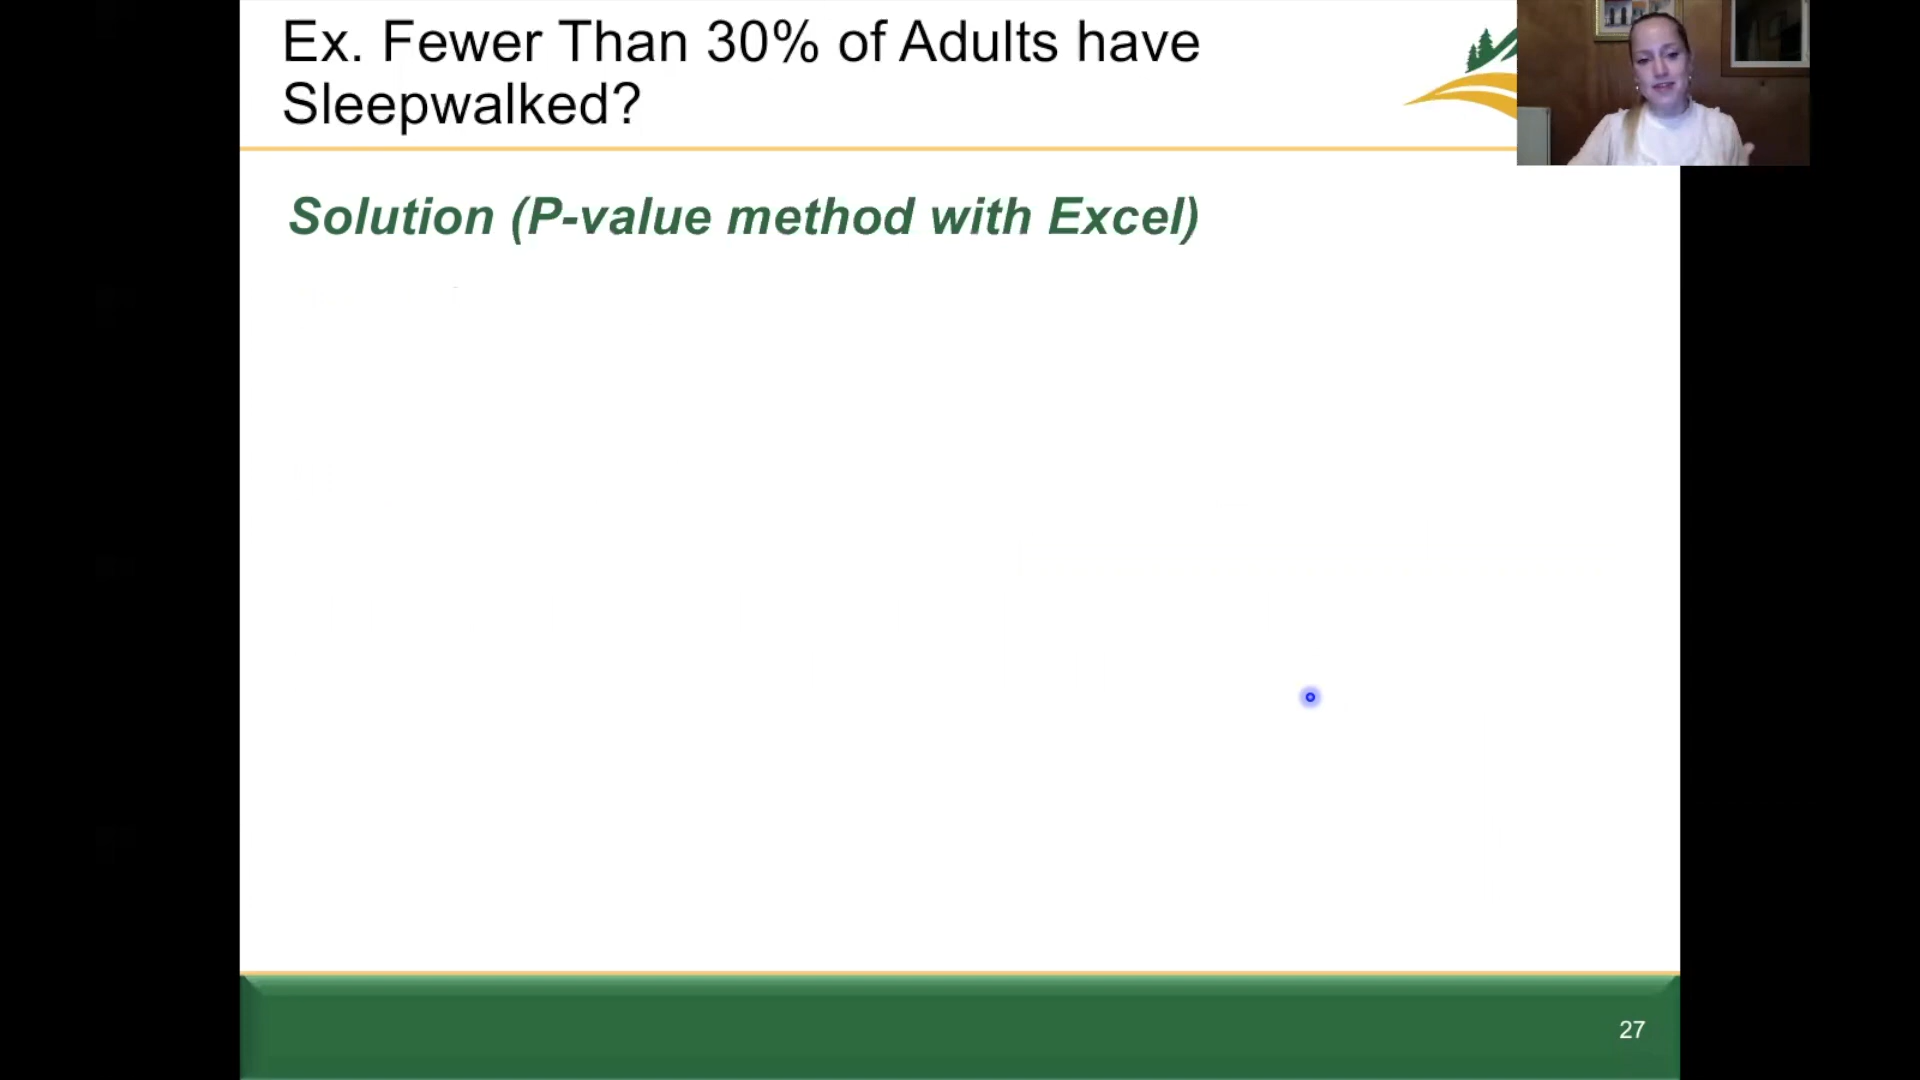 Ex. Fewer Than 30% of Adults have
Sleepwalked?
Solution (P-value method with Excel)
27